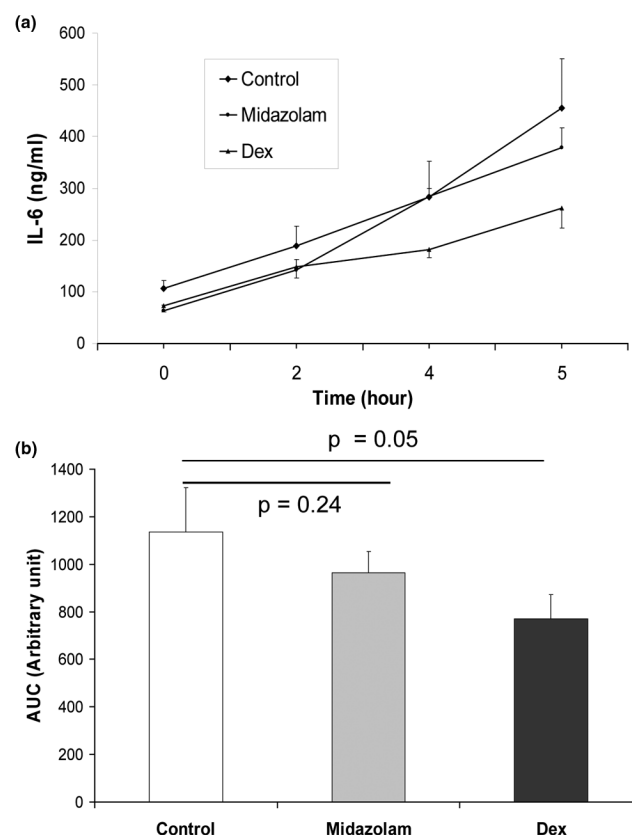 (a)
600
500
400
300
200
100
0
IL-6 (ng/ml)
Control
Midazolam
Dex
0 2 4 5
Time (hour)
(b)
p = 0.05
p = 0.24
1400
1200
1000
800
600
400
200
0
AUC (Arbitrary unit)
Control Midazolam Dex